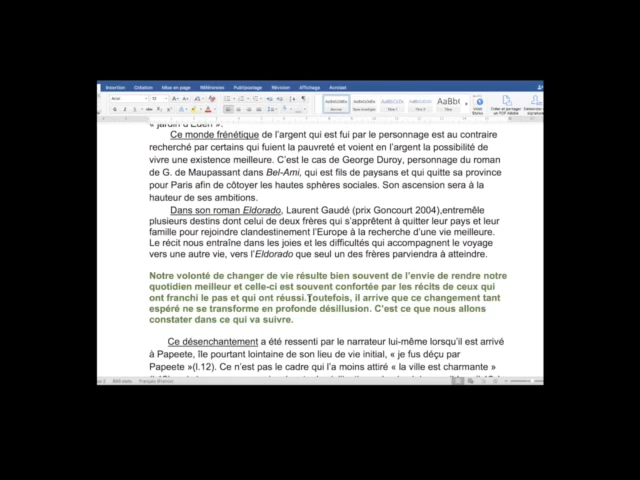 Insertion Création Mise en page Références Publipostage Révision Affichage Acrobat
Arial 12
AaBbC
« jardin d'Eden ».
Ce monde frénétique de l'argent qui est fui par le personnage est au contraire
recherché par certains qui fuient la pauvreté et voient en l'argent la possibilité de
vivre une existence meilleure. C'est le cas de George Duroy, personnage du roman
de G. de Maupassant dans Bel-Ami, qui est fils de paysans et qui quitte sa province
pour Paris afin de côtoyer les hautes sphères sociales. Son ascension sera à la
hauteur de ses ambitions.
Dans son roman Eldorado, Laurent Gaudé (prix Goncourt 2004),entremêle
plusieurs destins dont celui de deux frères qui s'apprêtent à quitter leur pays et leur
famille pour rejoindre clandestinement l'Europe à la recherche d'une vie meilleure.
Le récit nous entraîne dans les joies et les difficultés qui accompagnent le voyage
vers une autre vie, vers l'Eldorado que seul un des frères parviendra à atteindre.
Notre volonté de changer de vie résulte bien souvent de l'envie de rendre notre
quotidien meilleur et celle-ci est souvent confortée par les récits de ceux qui
ont franchi le pas et qui ont réussi.Toutefois, il arrive que ce changement tant
espéré ne se transforme en profonde désillusion. C'est ce que nous allons
constater dans ce qui va suivre.
Ce désenchantement a été ressenti par le narrateur lui-même lorsqu'il est arrivé
à Papeete, île pourtant lointaine de son lieu de vie initial, « je fus déçu par
Papeete »(l.12). Ce n'est pas le cadre qui l'a moins attiré « la ville est charmante »